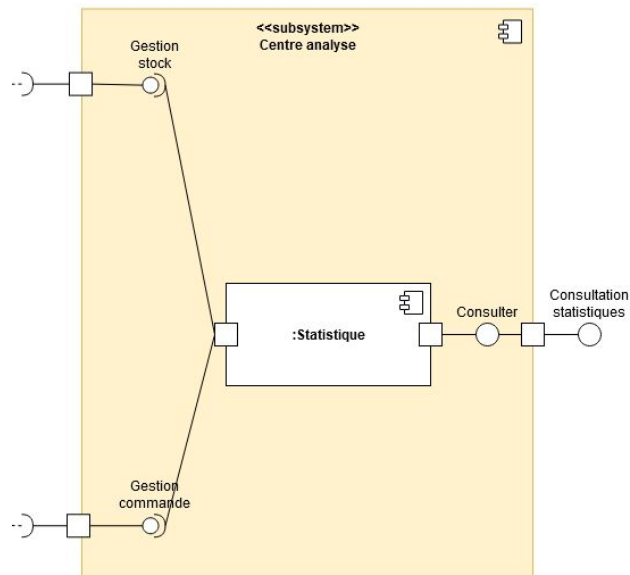 <<subsystem>>
Centre analyse
Gestion
stock
:Statistique
Consulter
Consultation
statistiques
Gestion
commande